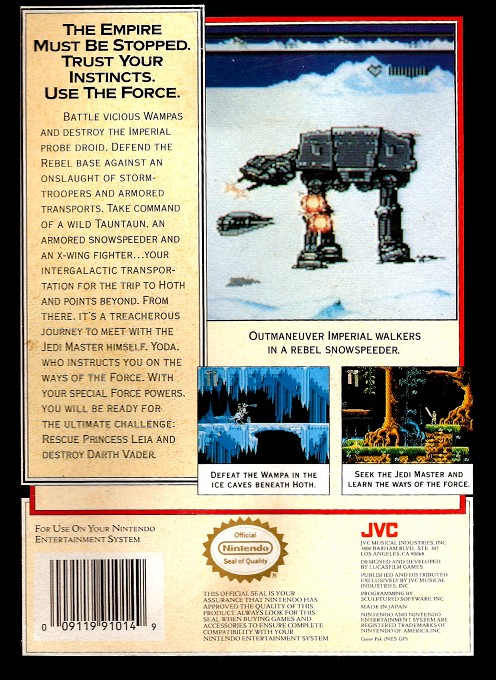 THE EMPIRE
MUST BE STOPPED.
TRUST YOUR
INSTINCTS.
USE THE FORCE.
BATTLE VICIOUS WAMPAS
AND DESTROY THE IMPERIAL
PROBE DROID. DEFEND THE
REBEL BASE AGAINST AN
ONSLAUGHT OF STORM-
TROOPERS AND ARMORED
TRANSPORTS. TAKE COMMAND
OF A WILD TAUNTAUN, AN
ARMORED SNOWSPEEDER AND
AN X-WING FIGHTER...YOUR
INTERGALACTIC TRANSPOR-
TATION FOR THE TRIP TO HOTH
AND POINTS BEYOND. FROM
THERE, IT'S A TREACHEROUS
JOURNEY TO MEET WITH THE
JEDI MASTER HIMSELF, YODA,
WHO INSTRUCTS YOU ON THE
WAYS OF THE FORCE. WITH
YOUR SPECIAL FORCE POWERS,
YOU WILL BE READY FOR
THE ULTIMATE CHALLENGE:
RESCUE PRINCESS LEIA AND
DESTROY DARTH VADER.
OUTMANEUVER IMPERIAL WALKERS
IN A REBEL SNOWSPEEDER.
DEFEAT THE WAMPA IN THE
ICE CAVES BENEATH HOTH.
SEEK THE JEDI MASTER AND
LEARN THE WAYS OF THE FORCE.
FOR USE ON YOUR NINTENDO
ENTERTAINMENT SYSTEM
0 09119 91014 9
Official
Nintendo
Seal of Quality
THIS OFFICIAL SEAL IS YOUR
ASSURANCE THAT NINTENDO HAS
APPROVED THE QUALITY OF THIS
PRODUCT. ALWAYS LOOK FOR THIS
SEAL WHEN BUYING GAMES AND
ACCESSORIES TO ENSURE COMPLETE
COMPATIBILITY WITH YOUR
NINTENDO ENTERTAINMENT SYSTEM
JVC
JVC MUSICAL INDUSTRIES, INC.
3800 BARHAM BLVD., STE. 305
LOS ANGELES, CA 90068
DESIGNED AND DEVELOPED
BY LUCASFILM GAMES
PUBLISHED AND DISTRIBUTED
EXCLUSIVELY BY JVC MUSICAL
INDUSTRIES, INC
PROGRAMMING BY
SCULPTURED SOFTWARE INC.
MADE IN JAPAN
NINTENDO AND NINTENDO
ENTERTAINMENT SYSTEM ARE
REGISTERED TRADEMARKS OF
NINTENDO OF AMERICA INC
Game Pak (NES-GP)